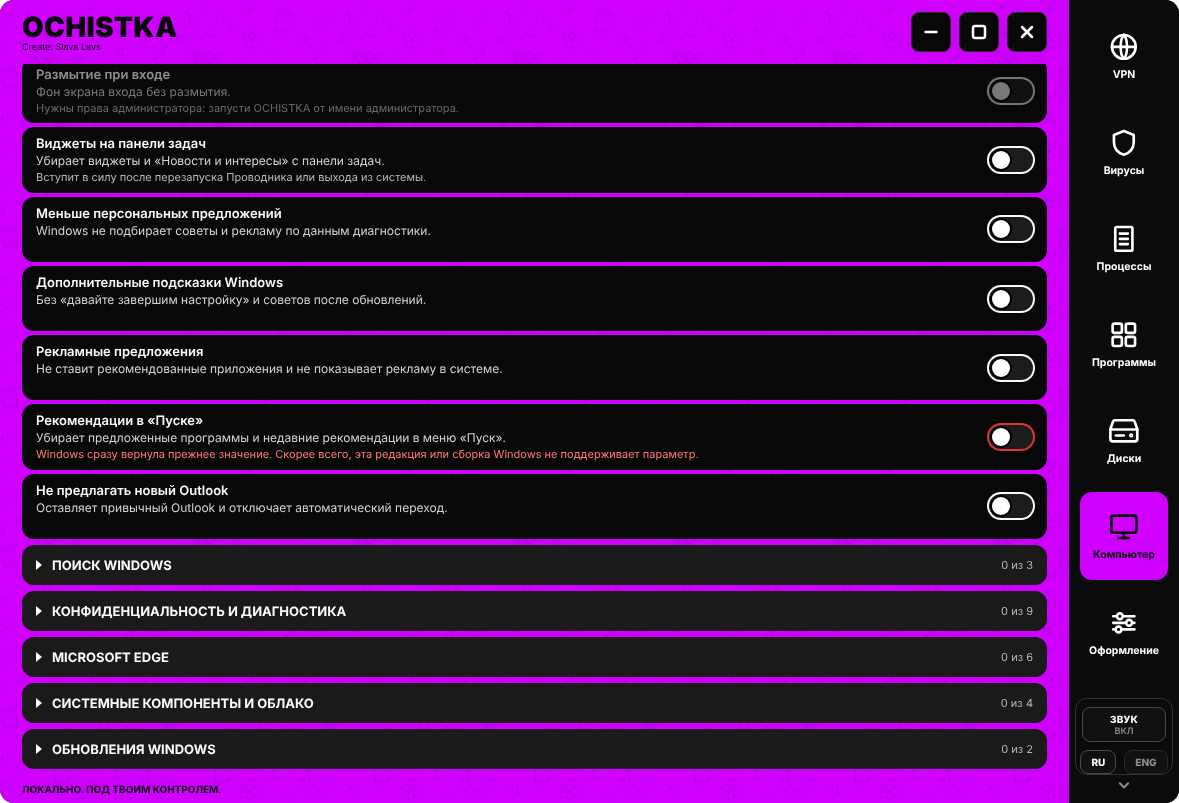 OCHISTKA
Create: Slava Lavs
Размытие при входе
Фон экрана входа без размытия.
Нужны права администратора: запусти OCHISTKA от имени администратора.
Виджеты на панели задач
Убирает виджеты и «Новости и интересы» с панели задач.
Вступит в силу после перезапуска Проводника или выхода из системы.
Меньше персональных предложений
Windows не подбирает советы и рекламу по данным диагностики.
Дополнительные подсказки Windows
Без «давайте завершим настройку» и советов после обновлений.
Рекламные предложения
Не ставит рекомендованные приложения и не показывает рекламу в системе.
Рекомендации в «Пуске»
Убирает предложенные программы и недавние рекомендации в меню «Пуск».
Windows сразу вернула прежнее значение. Скорее всего, эта редакция или сборка Windows не поддерживает параметр.
Не предлагать новый Outlook
Оставляет привычный Outlook и отключает автоматический переход.
ПОИСК WINDOWS 0 из 3
КОНФИДЕНЦИАЛЬНОСТЬ И ДИАГНОСТИКА 0 из 9
MICROSOFT EDGE 0 из 6
СИСТЕМНЫЕ КОМПОНЕНТЫ И ОБЛАКО 0 из 4
ОБНОВЛЕНИЯ WINDOWS 0 из 2
ЛОКАЛЬНО. ПОД ТВОИМ КОНТРОЛЕМ.
VPN
Вирусы
Процессы
Программы
Диски
Компьютер
Оформление
ЗВУК
ВКЛ
RU ENG